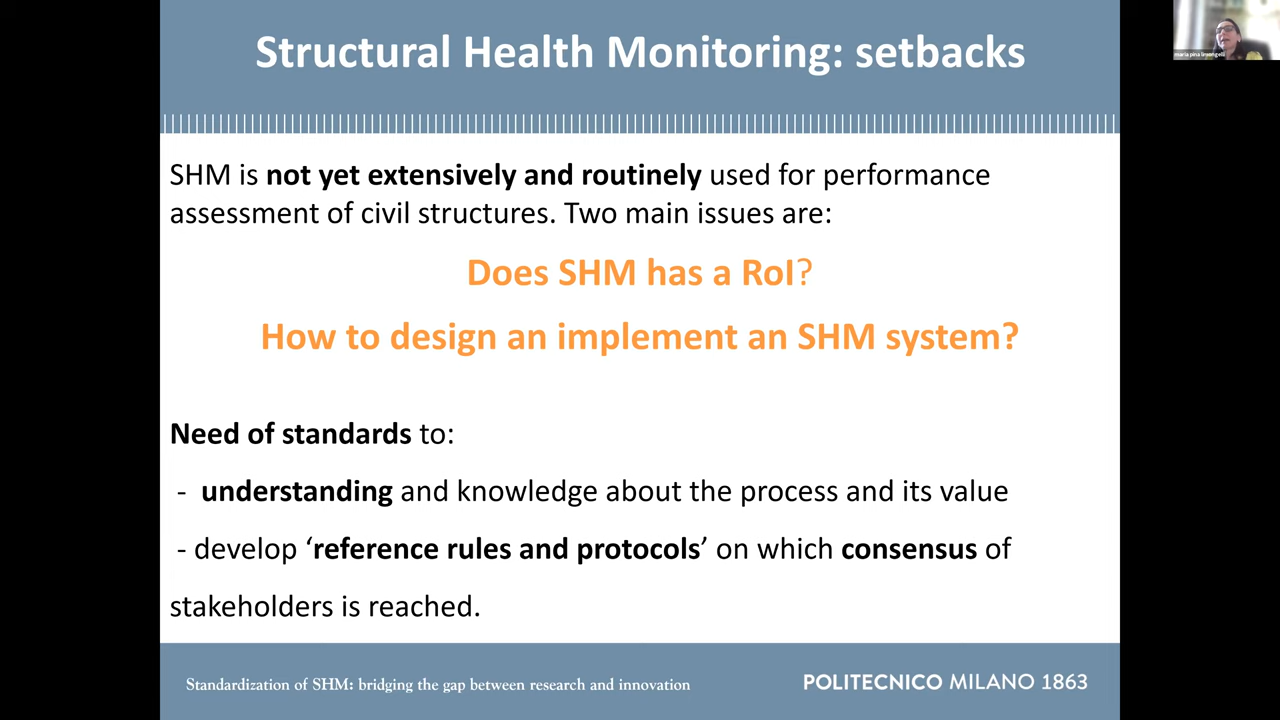 Structural Health Monitoring: setbacks
maria pina limongelli
SHM is not yet extensively and routinely used for performance
assessment of civil structures. Two main issues are:
Does SHM has a RoI?
How to design an implement an SHM system?
Need of standards to:
- understanding and knowledge about the process and its value
- develop ‘reference rules and protocols’ on which consensus of
stakeholders is reached.
Standardization of SHM: bridging the gap between research and innovation
POLITECNICO MILANO 1863